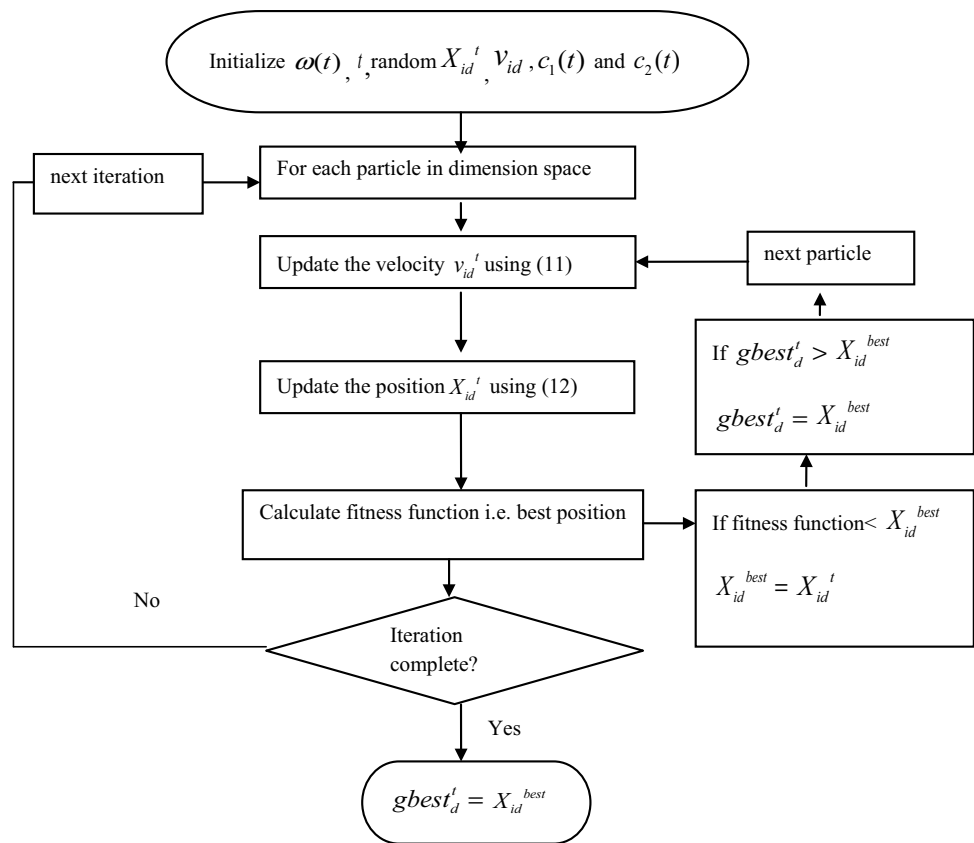 Initialize ω(t), t, random X_id^t, v_id, c₁(t) and c₂(t)
next iteration
For each particle in dimension space
Update the velocity v_id^t using (11)
next particle
If gbest_d^t > X_id^best
gbest_d^t = X_id^best
Update the position X_id^t using (12)
Calculate fitness function i.e. best position
If fitness function< X_id^best
X_id^best = X_id^t
No
Iteration
complete?
Yes
gbest_d^t = X_id^best